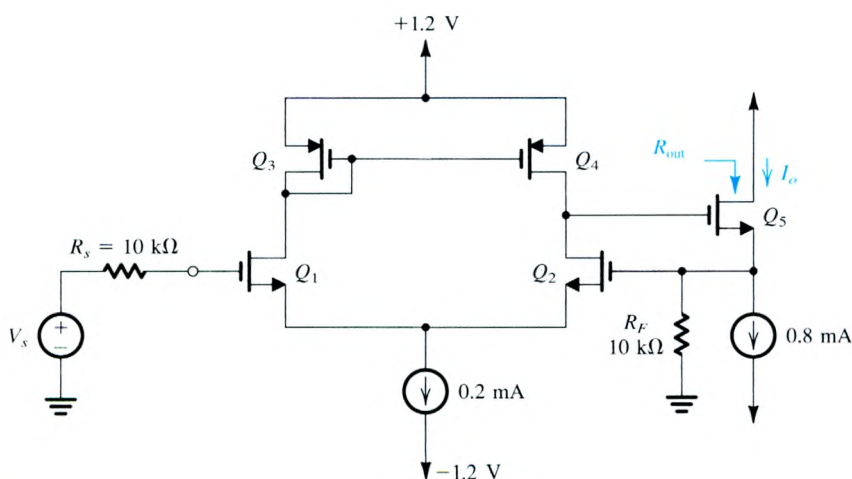 +1.2 V
Q3
Q4
Rout
Io
Q5
Rs = 10 kΩ
Q1
Q2
Vs
+
−
RF
10 kΩ
0.8 mA
0.2 mA
−1.2 V